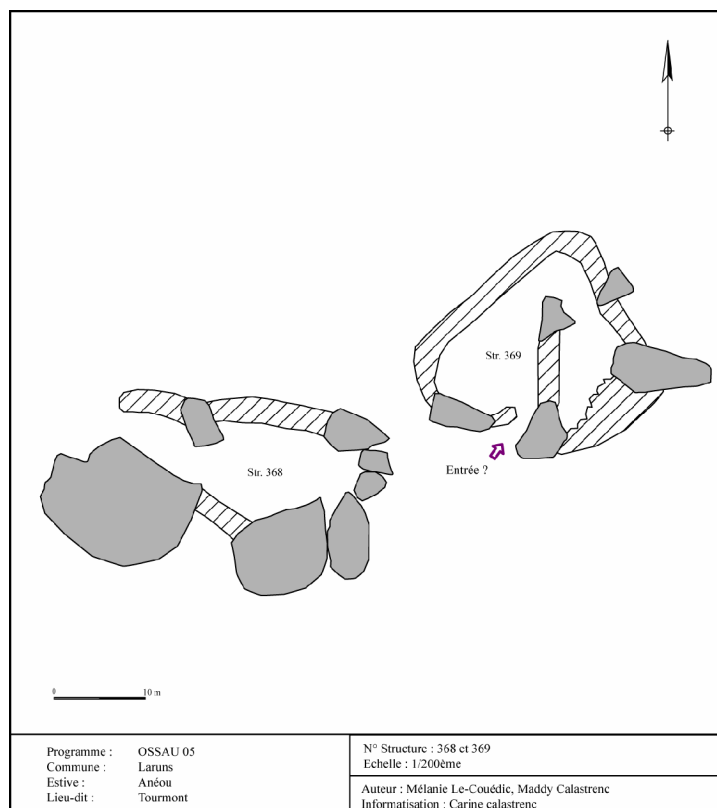 Str. 369
Str. 368
Entrée ?
0 10 m
Programme : OSSAU 05
Commune : Laruns
Estive : Anéou
Lieu-dit : Tourmont
N° Structure : 368 et 369
Echelle : 1/200ème
Auteur : Mélanie Le-Couédic, Maddy Calastrenc
Informatisation : Carine calastrenc